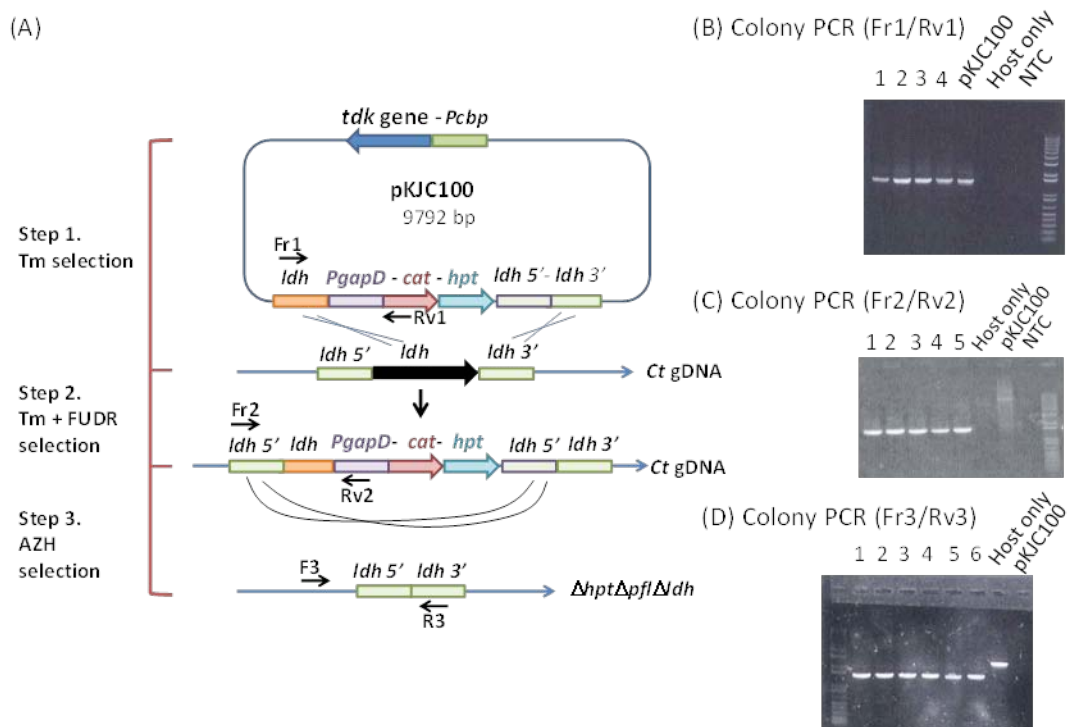 (A)
tdk gene - Pcbp
pKJC100
9792 bp
Step 1.
Tm selection
Fr1
ldh PgapD - cat - hpt ldh 5' - ldh 3'
Rv1
ldh 5' ldh ldh 3'
Ct gDNA
Step 2.
Tm + FUDR
selection
Fr2
ldh 5' ldh PgapD- cat- hpt ldh 5' ldh 3'
Ct gDNA
Rv2
Step 3.
AZH
selection
F3
ldh 5' ldh 3'
ΔhptΔpflΔldh
R3
(B) Colony PCR (Fr1/Rv1)
1 2 3 4 pKJC100 Host only NTC
(C) Colony PCR (Fr2/Rv2)
1 2 3 4 5 Host only pKJC100 NTC
(D) Colony PCR (Fr3/Rv3)
1 2 3 4 5 6 Host only pKJC100